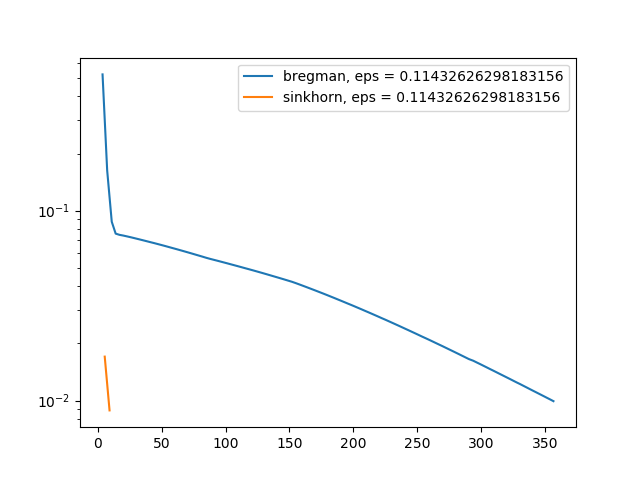 bregman, eps = 0.11432626298183156
sinkhorn, eps = 0.11432626298183156
10⁻¹
10⁻²
0 50 100 150 200 250 300 350